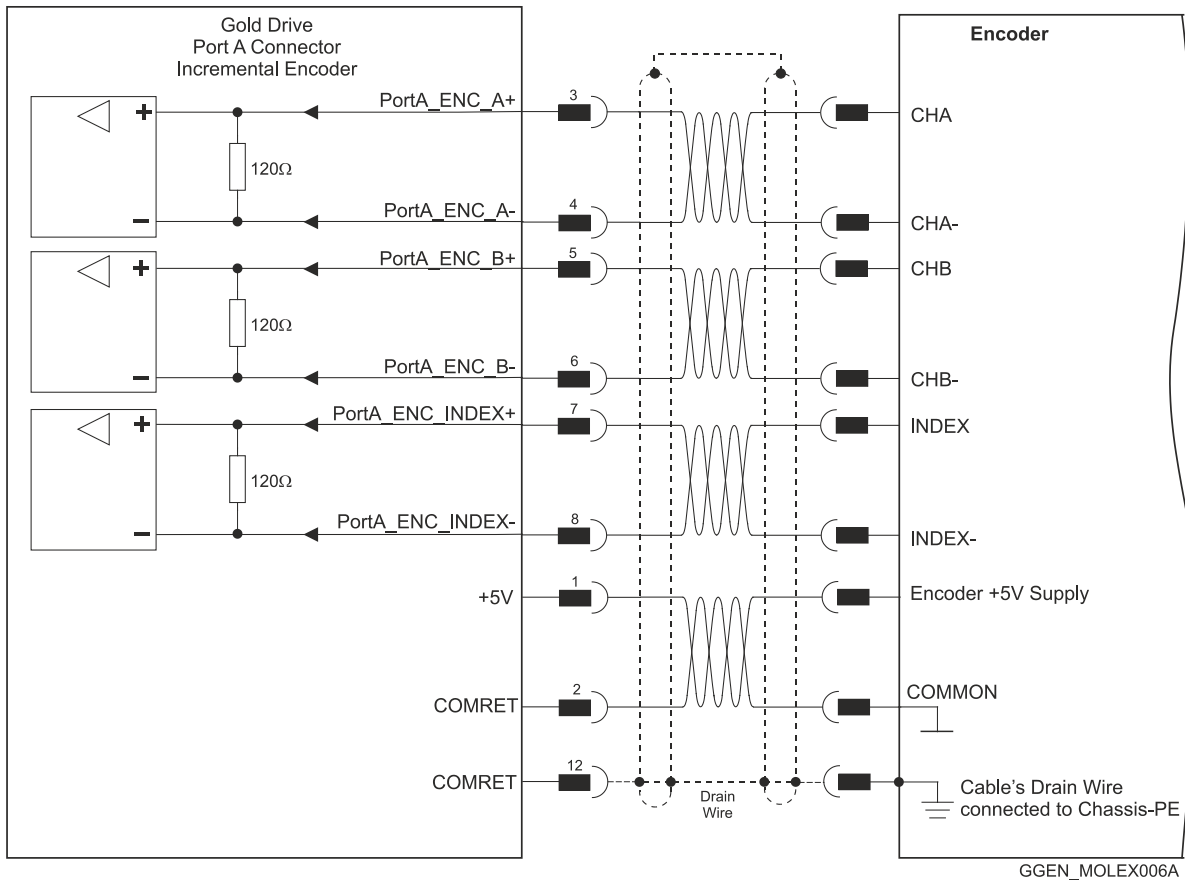 Gold Drive
Port A Connector
Incremental Encoder
Encoder
+
PortA_ENC_A+
3
CHA
120Ω
-
PortA_ENC_A-
4
CHA-
+
PortA_ENC_B+
5
CHB
120Ω
-
PortA_ENC_B-
6
CHB-
+
PortA_ENC_INDEX+
7
INDEX
120Ω
-
PortA_ENC_INDEX-
8
INDEX-
+5V
1
Encoder +5V Supply
COMRET
2
COMMON
COMRET
12
Drain
Wire
Cable's Drain Wire
connected to Chassis-PE
GGEN_MOLEX006A